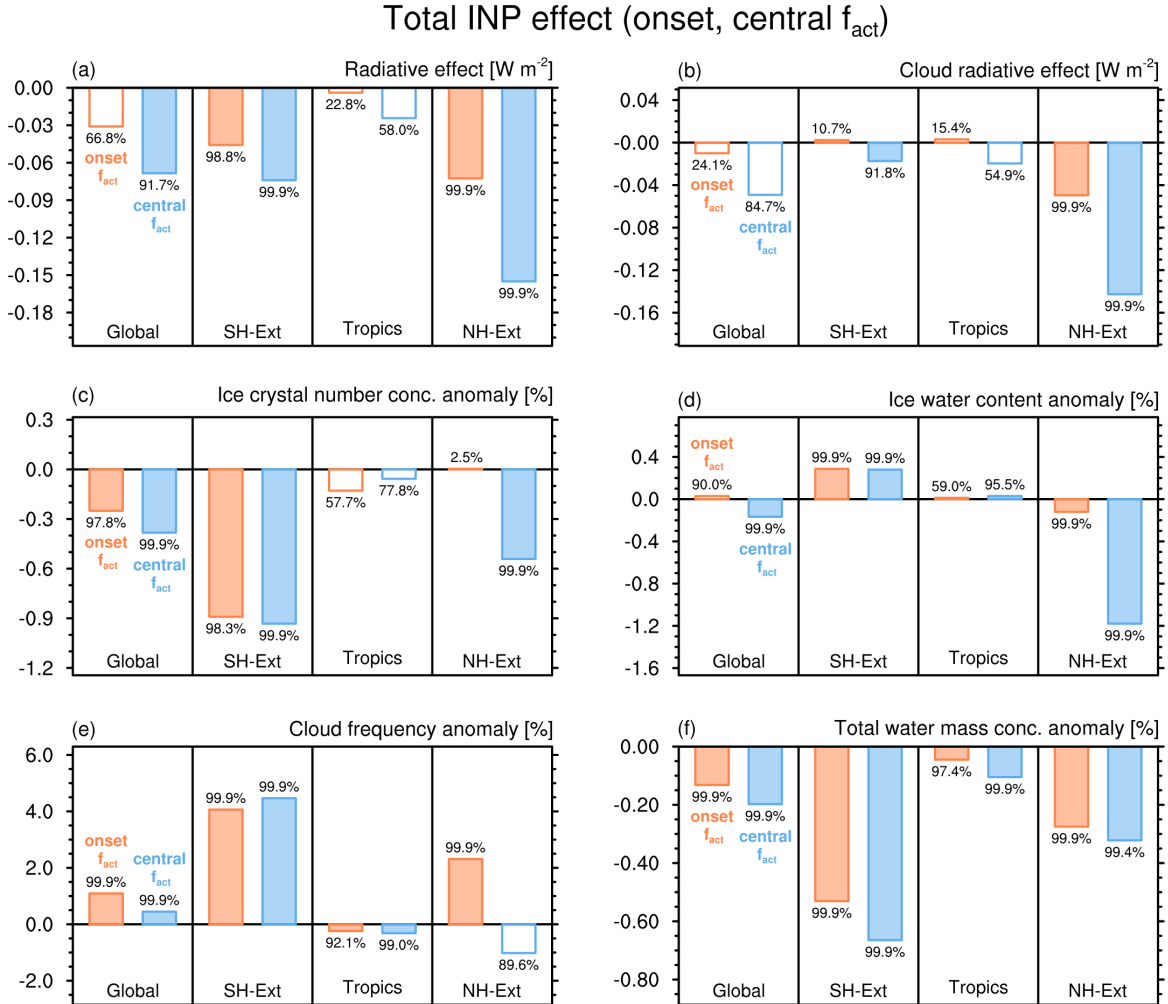 Total INP effect (onset, central fact)
(a) Radiative effect [W m-2]
0.00
-0.03
-0.06
-0.09
-0.12
-0.15
-0.18
66.8%
onset
fact
91.7%
central
fact
98.8%
99.9%
22.8%
58.0%
99.9%
99.9%
Global SH-Ext Tropics NH-Ext
(b) Cloud radiative effect [W m-2]
0.04
-0.00
-0.04
-0.08
-0.12
-0.16
24.1%
onset
fact
84.7%
central
fact
10.7%
91.8%
15.4%
54.9%
99.9%
99.9%
Global SH-Ext Tropics NH-Ext
(c) Ice crystal number conc. anomaly [%]
0.3
0.0
-0.3
-0.6
-0.9
-1.2
97.8%
onset
fact
99.9%
central
fact
98.3%
99.9%
57.7%
77.8%
2.5%
99.9%
Global SH-Ext Tropics NH-Ext
(d) Ice water content anomaly [%]
0.4
0.0
-0.4
-0.8
-1.2
-1.6
onset
fact
90.0%
99.9%
central
fact
99.9%
99.9%
59.0%
95.5%
99.9%
99.9%
Global SH-Ext Tropics NH-Ext
(e) Cloud frequency anomaly [%]
6.0
4.0
2.0
0.0
-2.0
onset
fact
99.9%
central
fact
99.9%
99.9%
99.9%
92.1%
99.0%
99.9%
89.6%
Global SH-Ext Tropics NH-Ext
(f) Total water mass conc. anomaly [%]
0.00
-0.20
-0.40
-0.60
-0.80
99.9%
onset
fact
99.9%
central
fact
99.9%
99.9%
97.4%
99.9%
99.9%
99.4%
Global SH-Ext Tropics NH-Ext